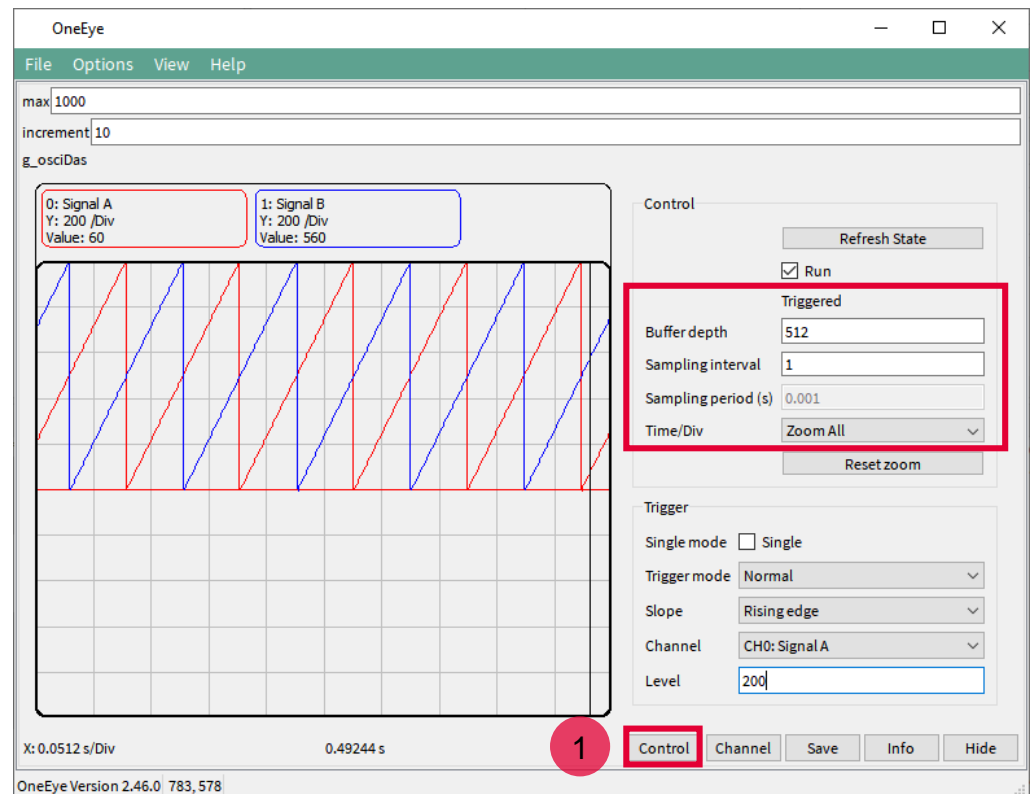 OneEye
File Options View Help
max 1000
increment 10
g_osciDas
0: Signal A
Y: 200 /Div
Value: 60
1: Signal B
Y: 200 /Div
Value: 560
Control
Refresh State
Run
Triggered
Buffer depth 512
Sampling interval 1
Sampling period (s) 0.001
Time/Div Zoom All
Reset zoom
Trigger
Single mode Single
Trigger mode Normal
Slope Rising edge
Channel CH0: Signal A
Level 200
X: 0.0512 s/Div 0.49244 s 1 Control Channel Save Info Hide
OneEye Version 2.46.0 783, 578